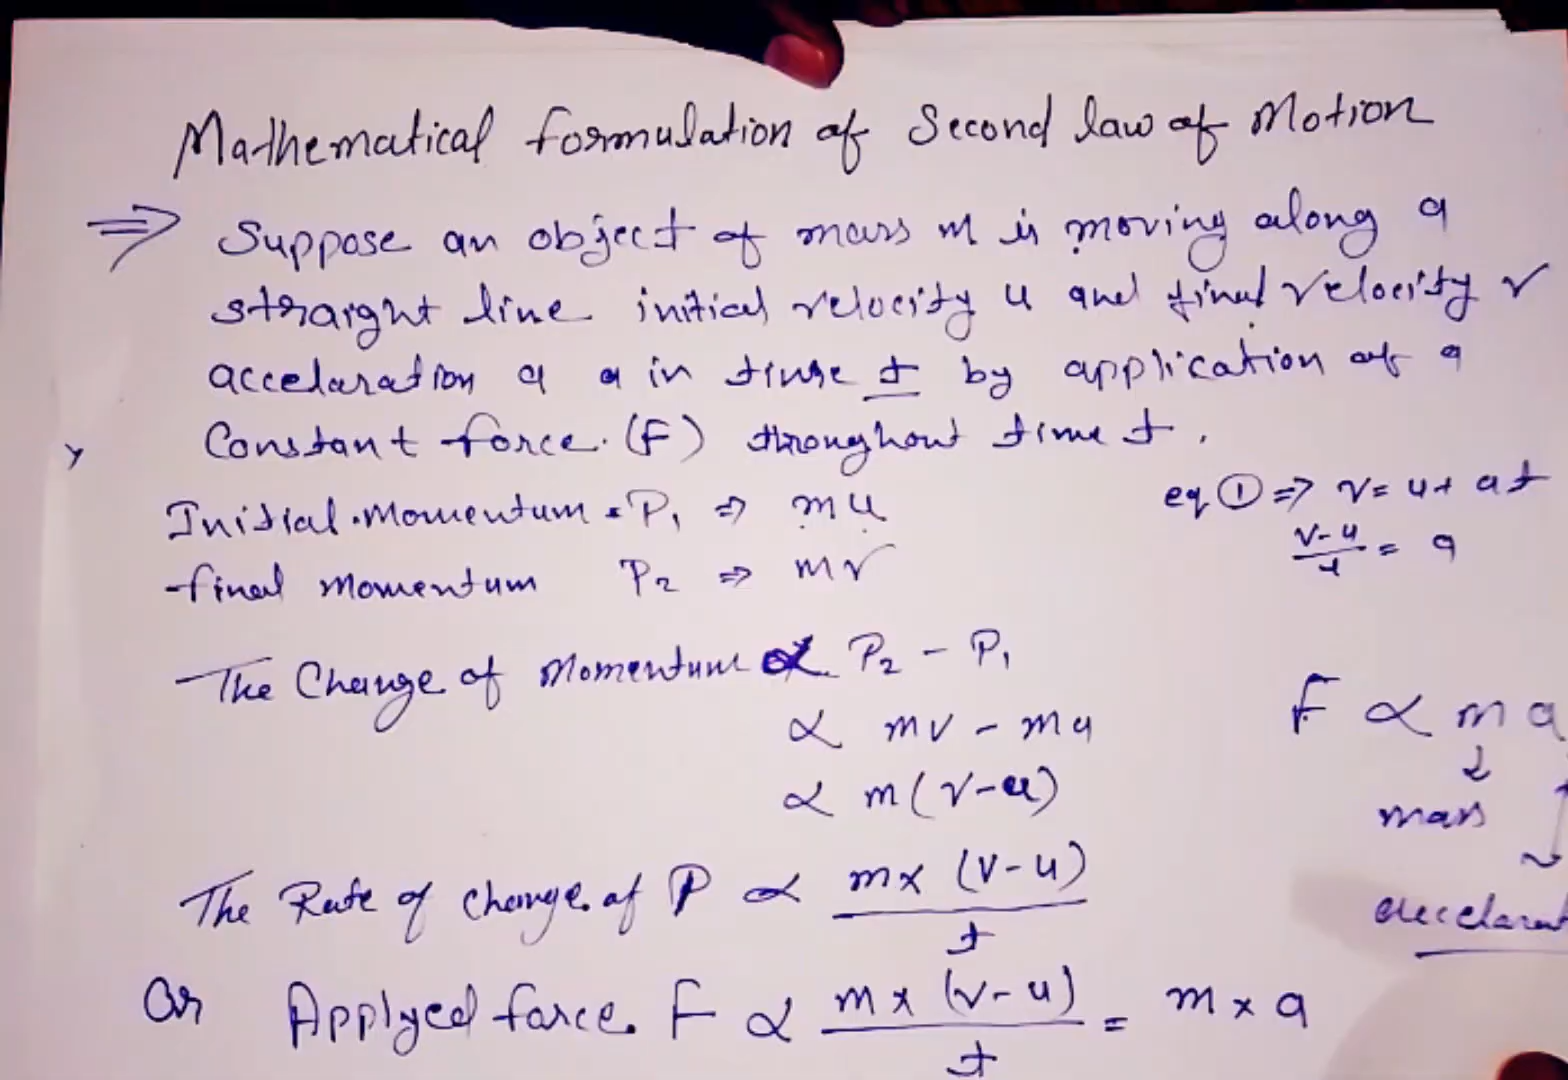 Mathematical formulation of Second law of Motion
⇒ Suppose an object of mass m is moving along a
straight line initial velocity u and final velocity v
accelaration a a in time t by application of a
Constant force. (F) throughout time t.
Initial Momentum = P₁ ⇒ mu
eq ① ⇒ v = u + at
v-u/t = a
final Momentum P₂ ⇒ mv
The Change of Momentum ∝ P₂ - P₁
∝ mv - mu
∝ m(v-u)
F ∝ m a
mass
The Rate of change of P ∝ m× (v-u)/t
Or Applyed force F ∝ m× (v-u)/t = m × a